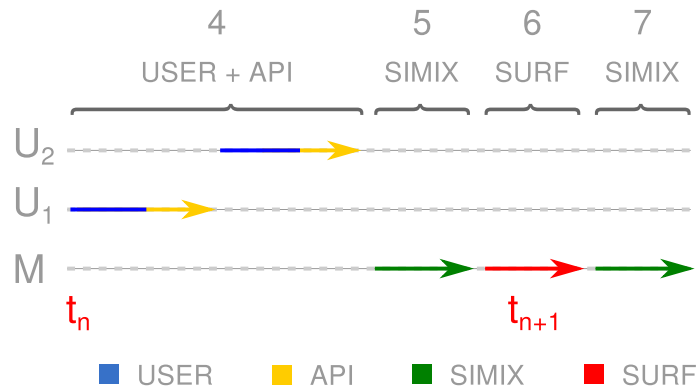 4 5 6 7
USER + API SIMIX SURF SIMIX
U2
U1
M
tn tn+1
USER API SIMIX SURF